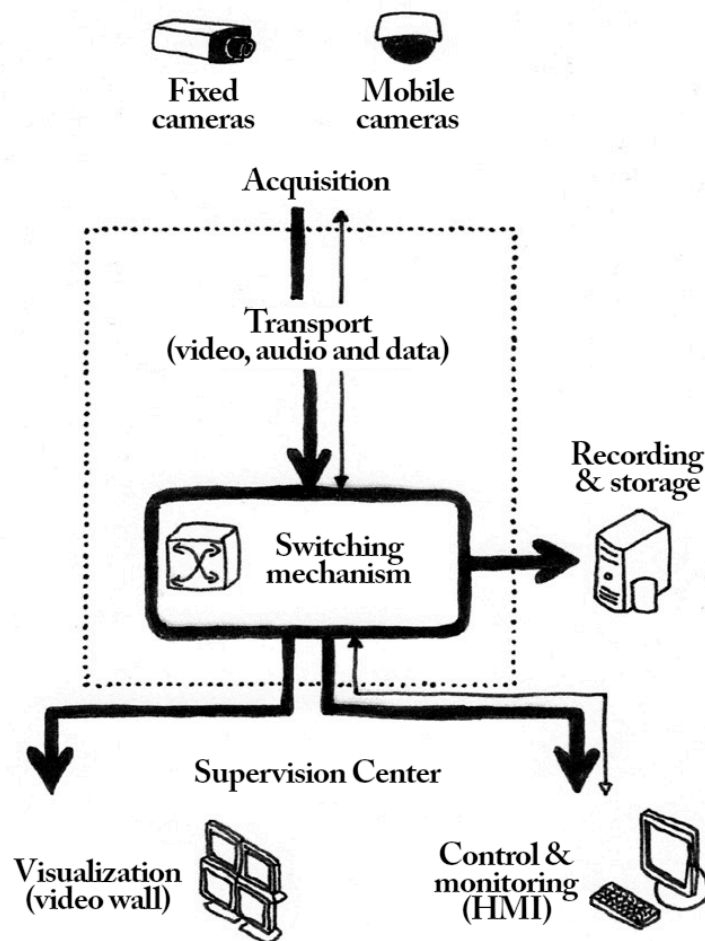 Fixed
cameras
Mobile
cameras
Acquisition
Transport
(video, audio and data)
Recording
& storage
Switching
mechanism
Supervision Center
Visualization
(video wall)
Control &
monitoring
(HMI)